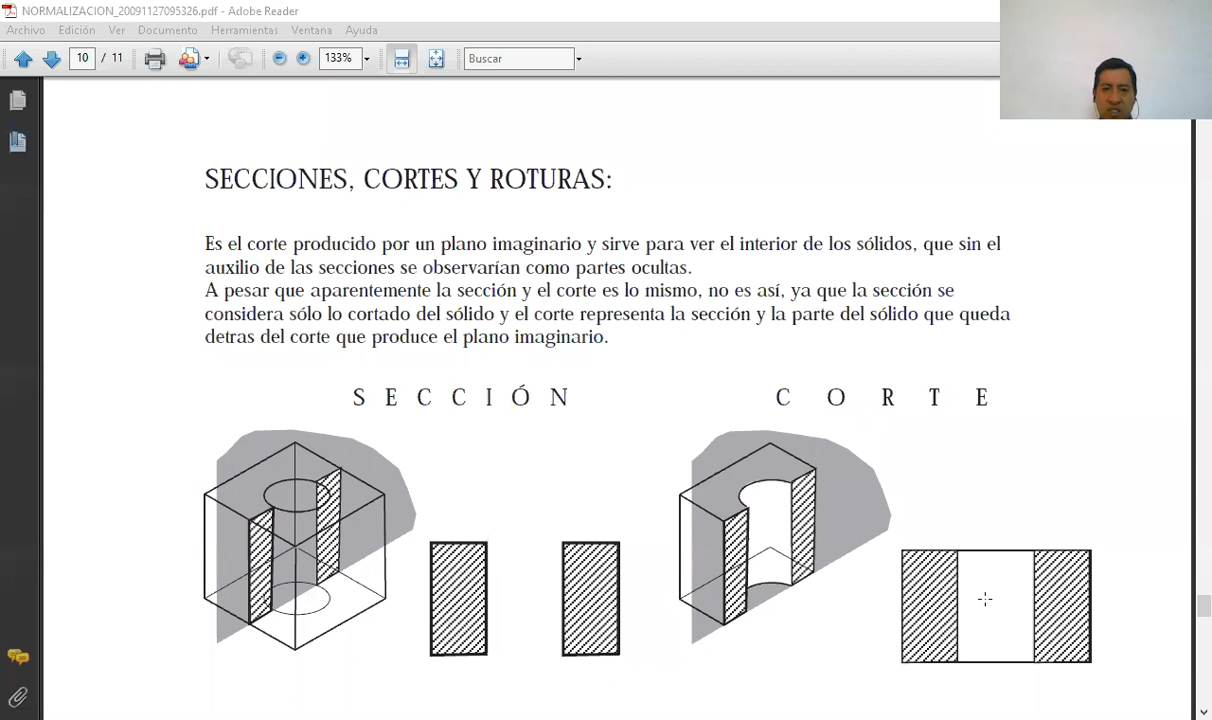 NORMALIZACION_20091127095326.pdf - Adobe Reader
Archivo Edición Ver Documento Herramientas Ventana Ayuda
10 / 11 133% Buscar
SECCIONES, CORTES Y ROTURAS:
Es el corte producido por un plano imaginario y sirve para ver el interior de los sólidos, que sin el
auxilio de las secciones se observarían como partes ocultas.
A pesar que aparentemente la sección y el corte es lo mismo, no es así, ya que la sección se
considera sólo lo cortado del sólido y el corte representa la sección y la parte del sólido que queda
detras del corte que produce el plano imaginario.
S E C C I Ó N C O R T E